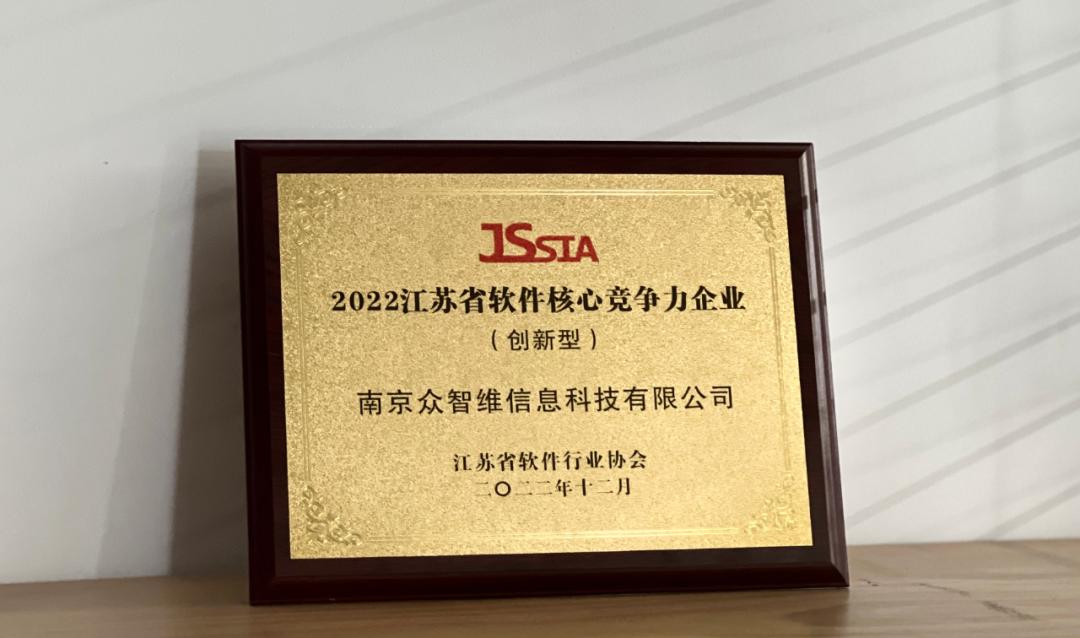 JSSIA
2022江苏省软件核心竞争力企业
（创新型）
南京众智维信息科技有限公司
江苏省软件行业协会
二〇二二年十二月